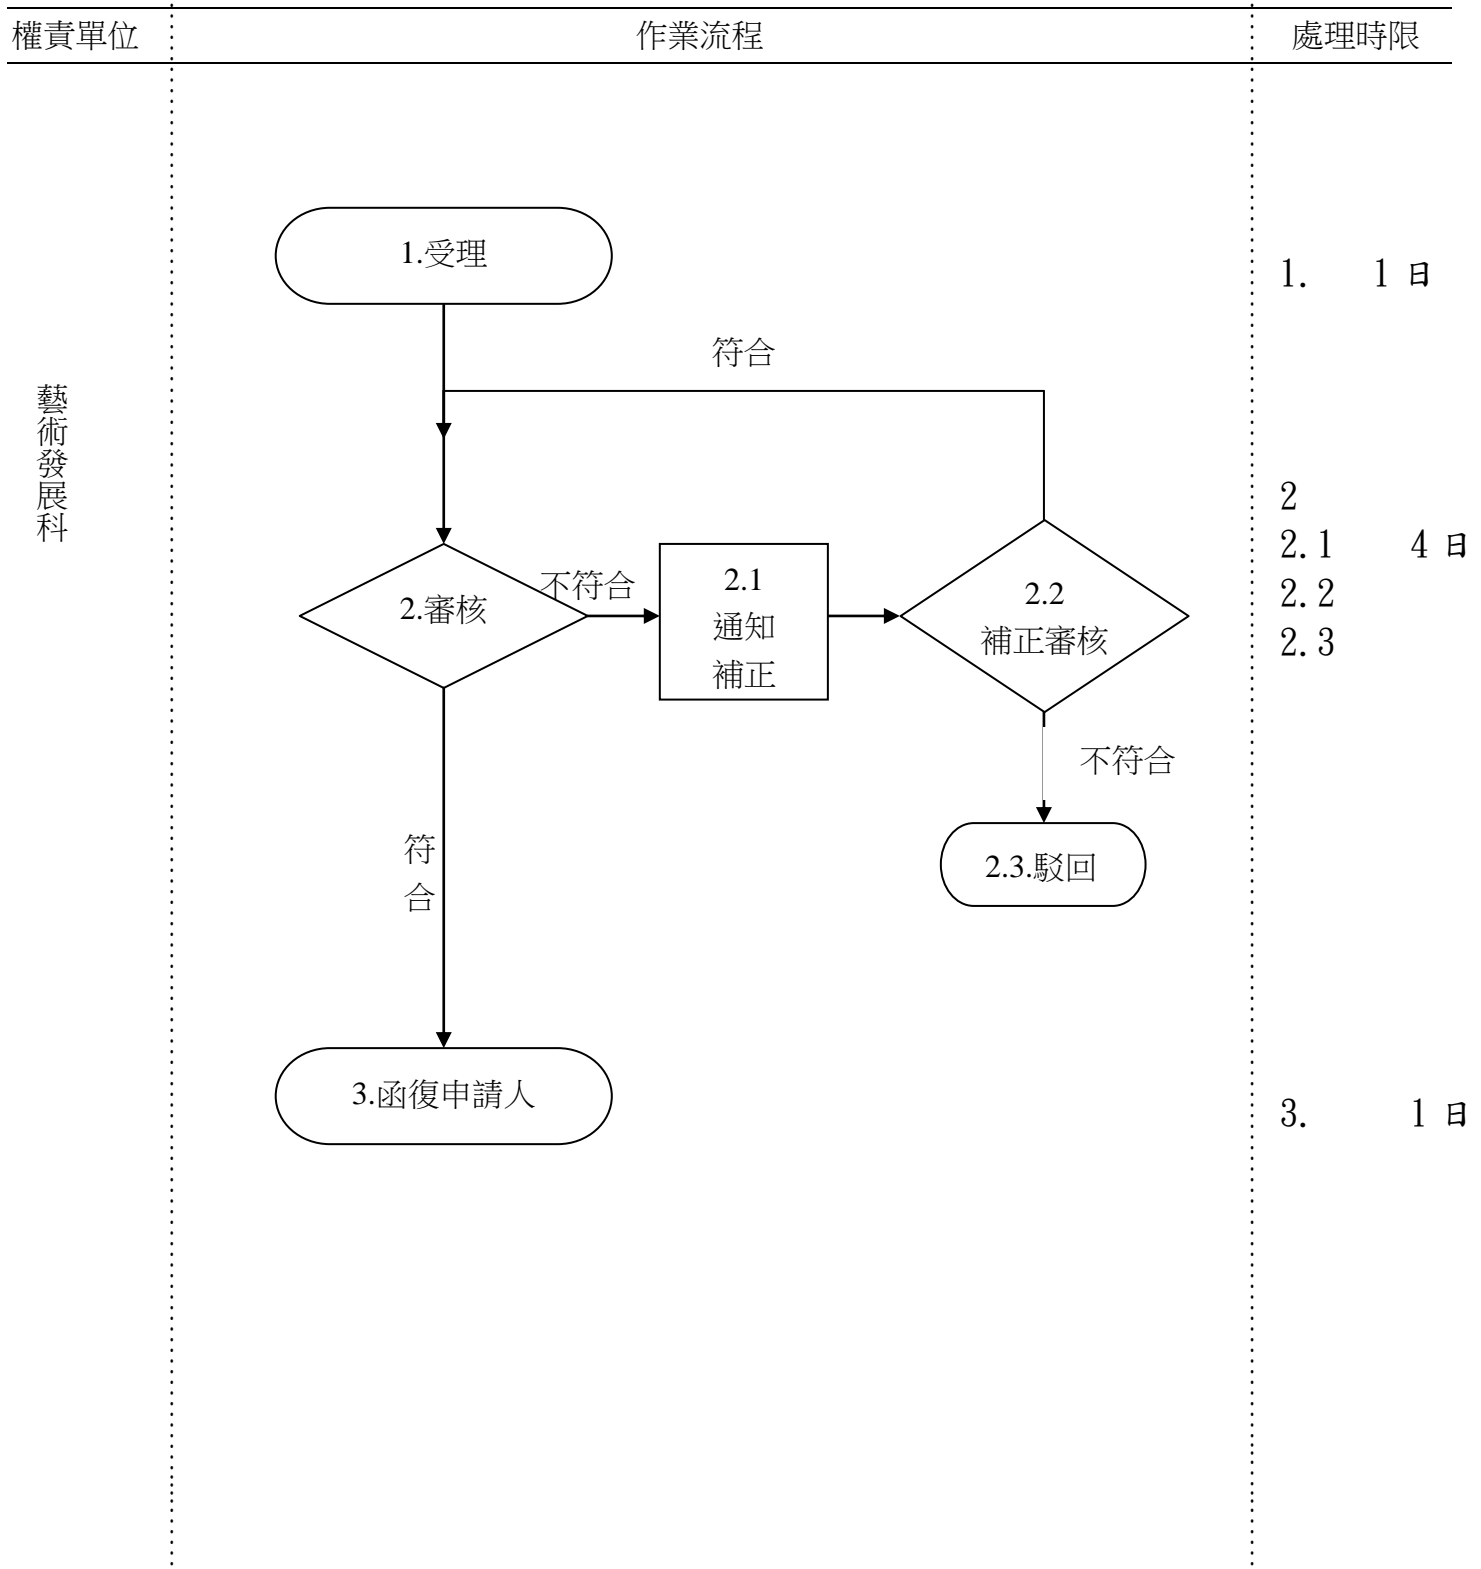 權責單位
作業流程
處理時限
1.受理
1. 1 日
符合
藝術發展科
2
2.1 4 日
2.2
2.3
2.審核
不符合
2.1
通知
補正
2.2
補正審核
不符合
符
合
2.3.駁回
3.函復申請人
3. 1 日